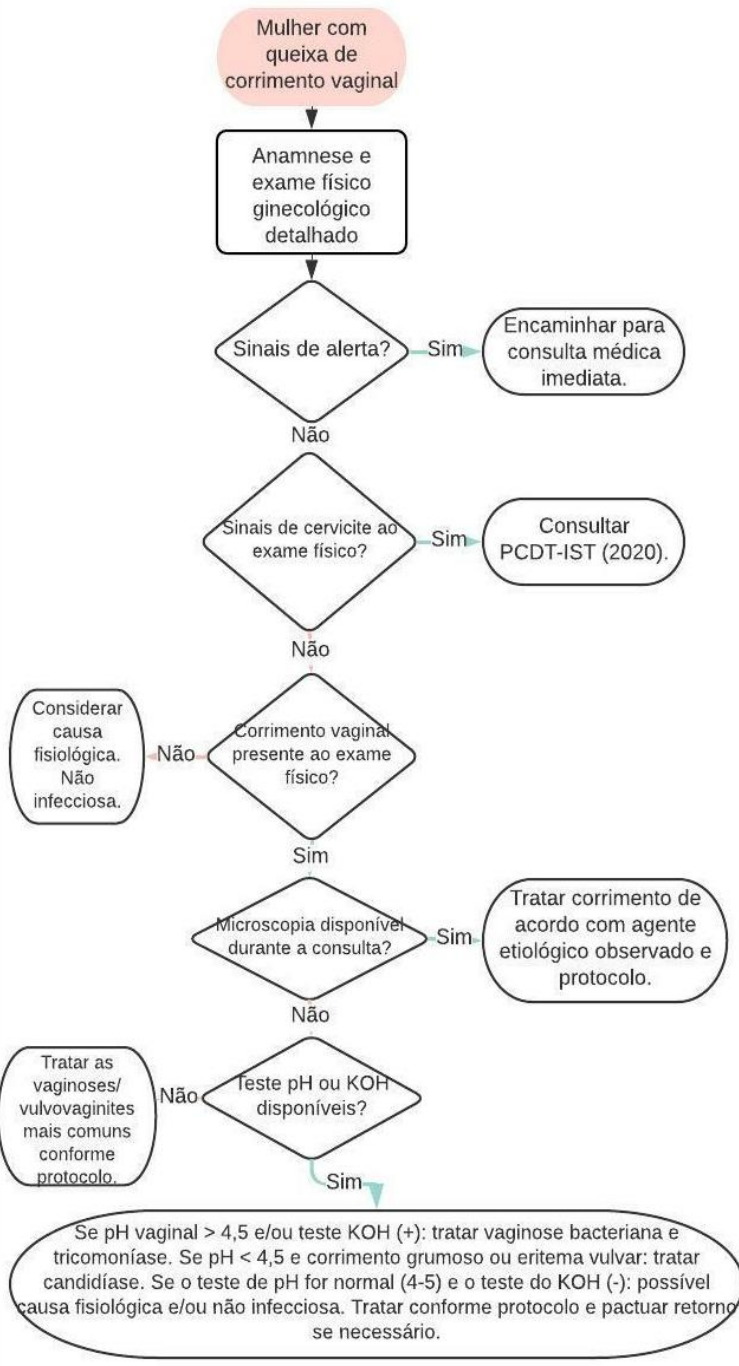 Mulher com
queixa de
corrimento vaginal
Anamnese e
exame físico
ginecológico
detalhado
Sinais de alerta?
Sim
Encaminhar para
consulta médica
imediata.
Não
Sinais de cervicite ao
exame físico?
Sim
Consultar
PCDT-IST (2020).
Não
Corrimento vaginal
presente ao exame
físico?
Não
Considerar
causa
fisiológica.
Não
infecciosa.
Sim
Microscopia disponível
durante a consulta?
Sim
Tratar corrimento de
acordo com agente
etiológico observado e
protocolo.
Não
Teste pH ou KOH
disponíveis?
Não
Tratar as
vaginoses/
vulvovaginites
mais comuns
conforme
protocolo.
Sim
Se pH vaginal > 4,5 e/ou teste KOH (+): tratar vaginose bacteriana e
tricomoníase. Se pH < 4,5 e corrimento grumoso ou eritema vulvar: tratar
candidíase. Se o teste de pH for normal (4-5) e o teste do KOH (-): possível
causa fisiológica e/ou não infecciosa. Tratar conforme protocolo e pactuar retorno
se necessário.